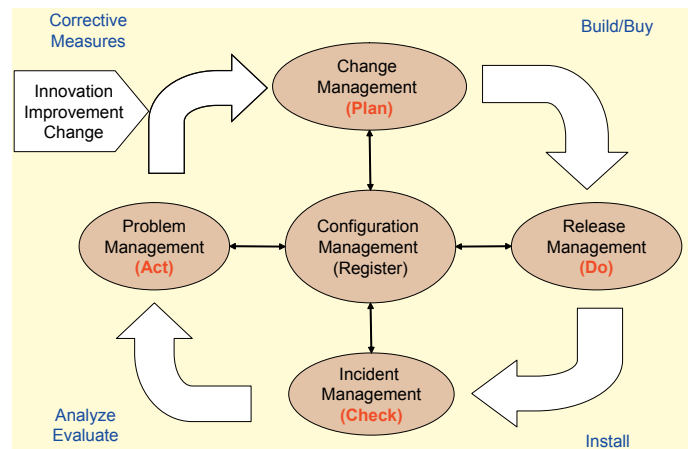 Corrective
Measures
Build/Buy
Innovation
Improvement
Change
Change
Management
(Plan)
Problem
Management
(Act)
Configuration
Management
(Register)
Release
Management
(Do)
Incident
Management
(Check)
Analyze
Evaluate
Install